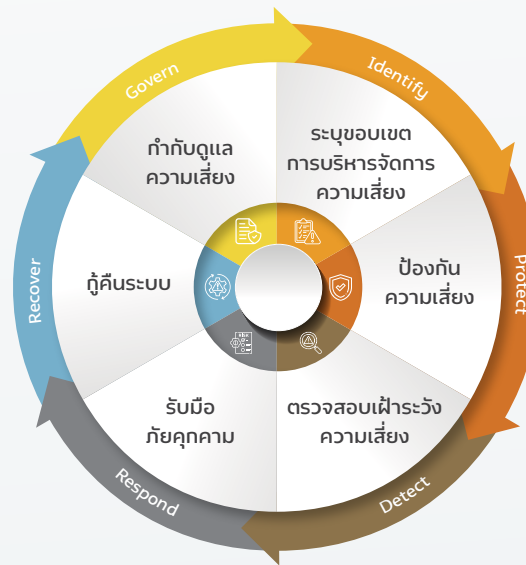 Govern
กำกับดูแล
ความเสี่ยง
Identify
ระบุขอบเขต
การบริหารจัดการ
ความเสี่ยง
Protect
ป้องกัน
ความเสี่ยง
Detect
ตรวจสอบเฝ้าระวัง
ความเสี่ยง
Respond
รับมือ
ภัยคุกคาม
Recover
กู้คืนระบบ